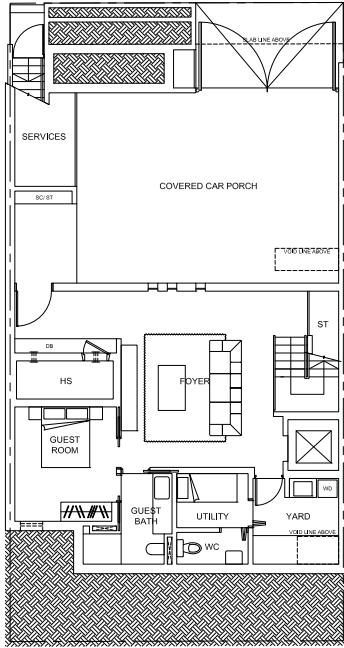 SLAB LINE ABOVE
SERVICES
COVERED CAR PORCH
SC/ ST
VOID LINE ABOVE
ST
DB
HS
FOYER
GUEST
ROOM
GUEST
BATH
UTILITY
WD
YARD
VOID LINE ABOVE
WC